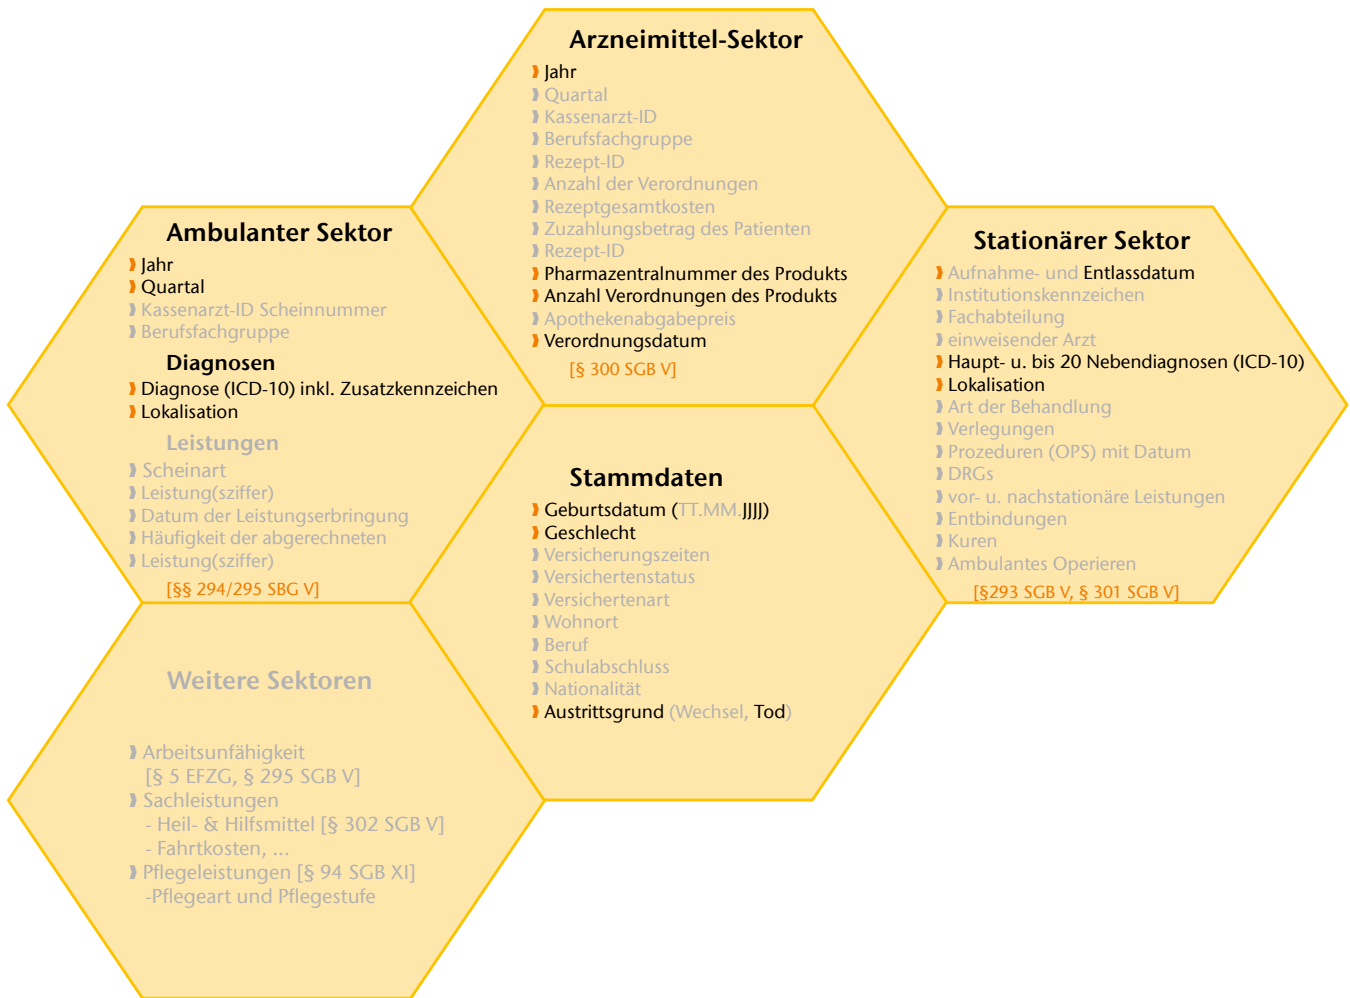 Arzneimittel-Sektor
Jahr
Quartal
Kassenarzt-ID
Berufsfachgruppe
Rezept-ID
Anzahl der Verordnungen
Rezeptgesamtkosten
Zuzahlungsbetrag des Patienten
Rezept-ID
Pharmazentralnummer des Produkts
Anzahl Verordnungen des Produkts
Apothekenabgabepreis
Verordnungsdatum
[§ 300 SGB V]
Ambulanter Sektor
Jahr
Quartal
Kassenarzt-ID Scheinnummer
Berufsfachgruppe
Diagnosen
Diagnose (ICD-10) inkl. Zusatzkennzeichen
Lokalisation
Leistungen
Scheinart
Leistung(sziffer)
Datum der Leistungserbringung
Häufigkeit der abgerechneten
Leistung(sziffer)
[§§ 294/295 SBG V]
Stationärer Sektor
Aufnahme- und Entlassdatum
Institutionskennzeichen
Fachabteilung
einweisender Arzt
Haupt- u. bis 20 Nebendiagnosen (ICD-10)
Lokalisation
Art der Behandlung
Verlegungen
Prozeduren (OPS) mit Datum
DRGs
vor- u. nachstationäre Leistungen
Entbindungen
Kuren
Ambulantes Operieren
[§293 SGB V, § 301 SGB V]
Stammdaten
Geburtsdatum (TT.MM.JJJJ)
Geschlecht
Versicherungszeiten
Versichertenstatus
Versichertenart
Wohnort
Beruf
Schulabschluss
Nationalität
Austrittsgrund (Wechsel, Tod)
Weitere Sektoren
Arbeitsunfähigkeit
[§ 5 EFZG, § 295 SGB V]
Sachleistungen
- Heil- & Hilfsmittel [§ 302 SGB V]
- Fahrtkosten, ...
Pflegeleistungen [§ 94 SGB XI]
-Pflegeart und Pflegestufe